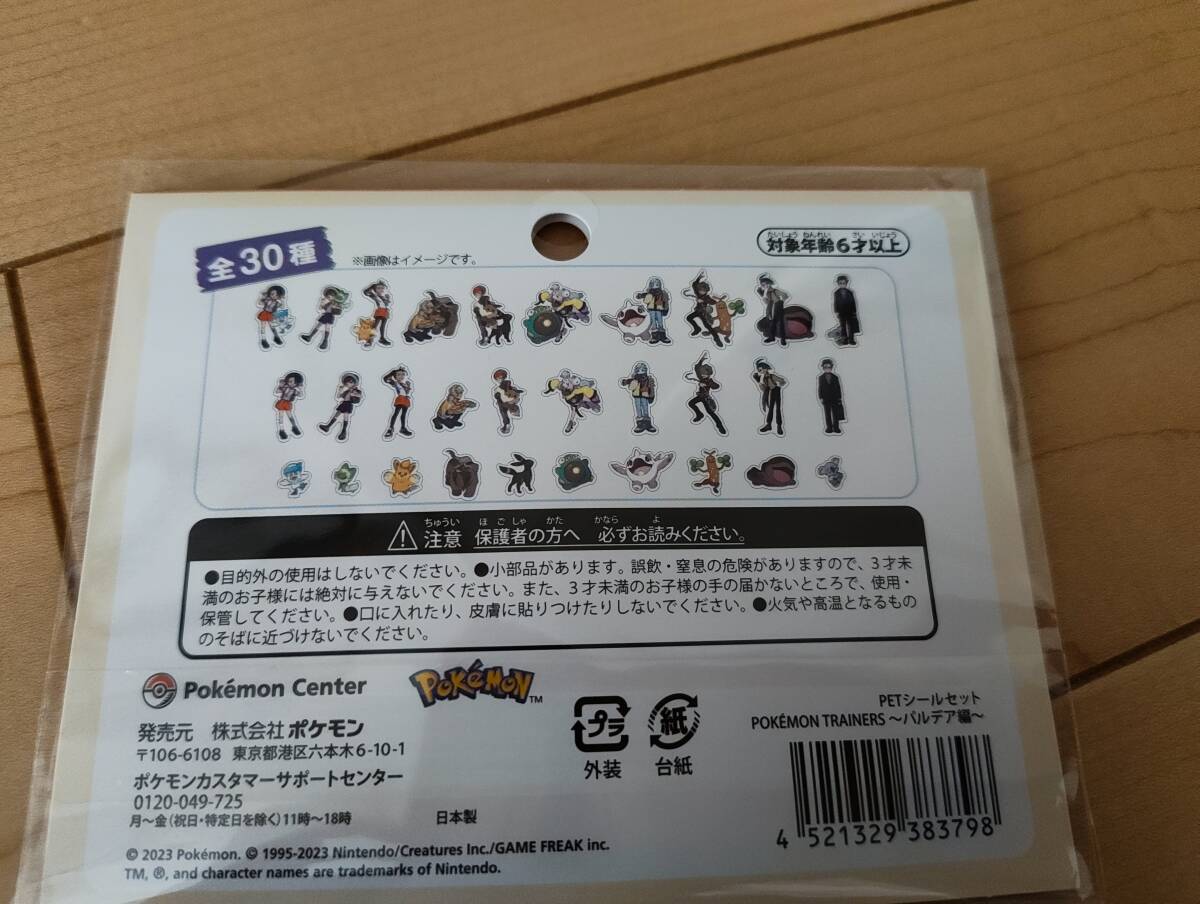 全30種
※画像はイメージです。
たいしょう ねんれい さい いじょう
対象年齢6才以上
ちゅうい ほごしゃ かた かなら よ
注意 保護者の方へ 必ずお読みください。
●目的外の使用はしないでください。●小部品があります。誤飲・窒息の危険がありますので、3才未
満のお子様には絶対に与えないでください。また、3才未満のお子様の手の届かないところで、使用・
保管してください。●口に入れたり、皮膚に貼りつけたりしないでください。●火気や高温となるもの
のそばに近づけないでください。
Pokémon Center
POKÉMON™
発売元 株式会社ポケモン
〒106-6108 東京都港区六本木6-10-1
ポケモンカスタマーサポートセンター
0120-049-725
月〜金(祝日・特定日を除く)11時〜18時
日本製
プラ
外装
紙
台紙
PETシールセット
POKÉMON TRAINERS 〜パルデア編〜
4 521329 383798
© 2023 Pokémon. © 1995-2023 Nintendo/Creatures Inc./GAME FREAK inc.
TM, ®, and character names are trademarks of Nintendo.